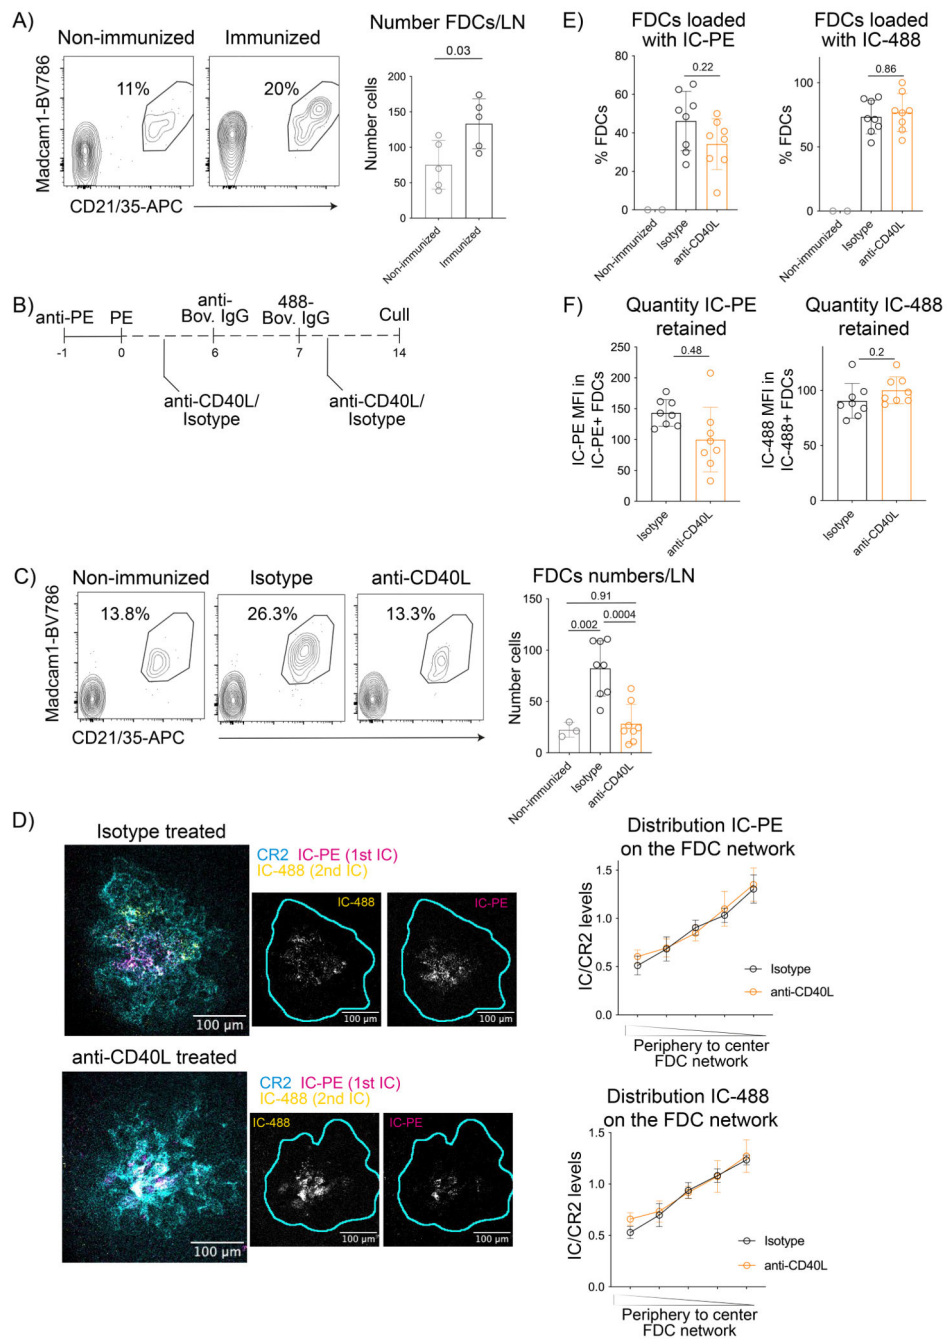 A)
Non-immunized
Immunized
11%
20%
Madcam1-BV786
CD21/35-APC
Number FDCs/LN
0.03
Number cells
200
150
100
50
0
Non-immunized
Immunized
B)
anti-PE
PE
anti-
Bov. IgG
488-
Bov. IgG
Cull
-1
0
6
7
14
anti-CD40L/
Isotype
anti-CD40L/
Isotype
C)
Non-immunized
Isotype
anti-CD40L
13.8%
26.3%
13.3%
Madcam1-BV786
CD21/35-APC
FDCs numbers/LN
0.91
0.002
0.0004
Number cells
150
100
50
0
Non-immunized
Isotype
anti-CD40L
D)
Isotype treated
CR2 IC-PE (1st IC)
IC-488 (2nd IC)
IC-488
IC-PE
100 µm
100 µm
100 µm
anti-CD40L treated
CR2 IC-PE (1st IC)
IC-488 (2nd IC)
IC-488
IC-PE
100 µm
100 µm
100 µm
Distribution IC-PE
on the FDC network
IC/CR2 levels
1.5
1.0
0.5
0.0
Isotype
anti-CD40L
Periphery to center
FDC network
Distribution IC-488
on the FDC network
IC/CR2 levels
1.5
1.0
0.5
0.0
Isotype
anti-CD40L
Periphery to center
FDC network
E)
FDCs loaded
with IC-PE
0.22
% FDCs
80
60
40
20
0
Non-immunized
Isotype
anti-CD40L
FDCs loaded
with IC-488
0.86
% FDCs
100
50
0
Non-immunized
Isotype
anti-CD40L
F)
Quantity IC-PE
retained
0.48
IC-PE MFI in
IC-PE+ FDCs
250
200
150
100
50
0
Isotype
anti-CD40L
Quantity IC-488
retained
0.2
IC-488 MFI in
IC-488+ FDCs
100
50
0
Isotype
anti-CD40L